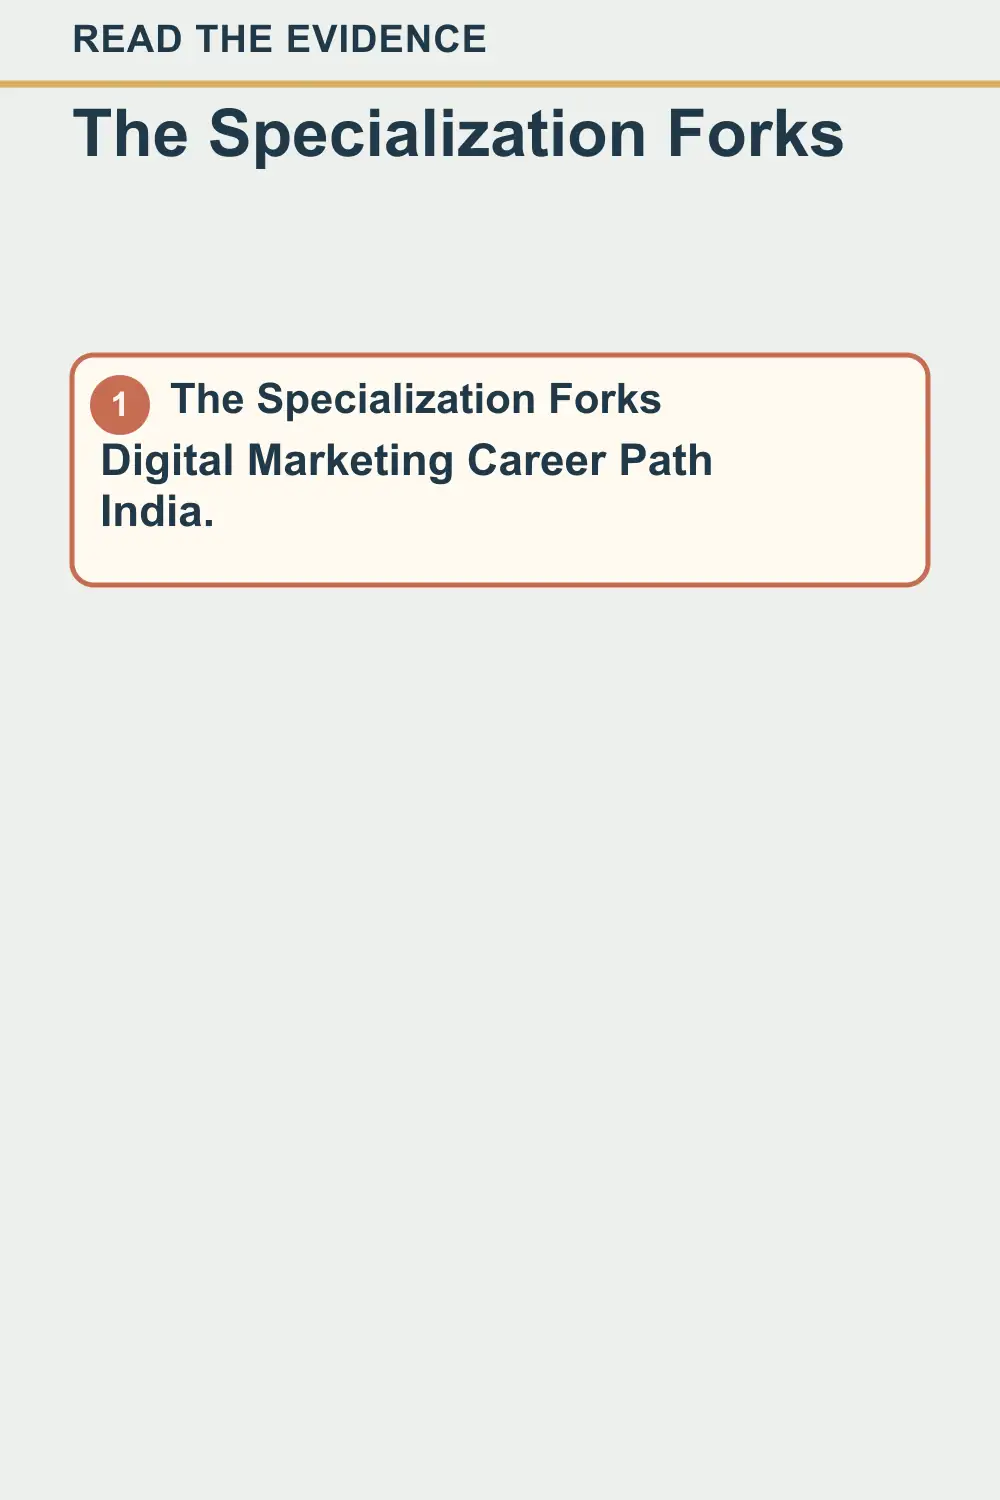 READ THE EVIDENCE
The Specialization Forks
1 The Specialization Forks
Digital Marketing Career Path
India.